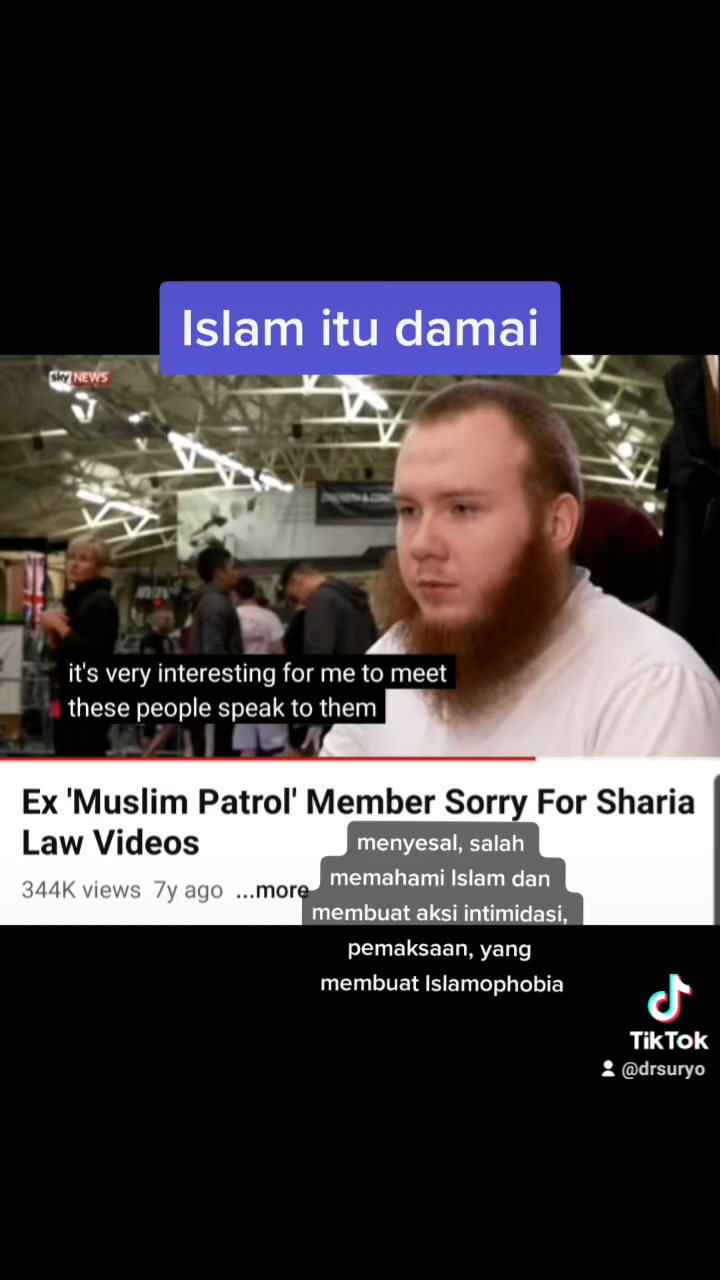 Islam itu damai
sky NEWS
it's very interesting for me to meet
these people speak to them
Ex 'Muslim Patrol' Member Sorry For Sharia
Law Videos
344K views 7y ago ...more
menyesal, salah
memahami Islam dan
membuat aksi intimidasi,
pemaksaan, yang
membuat Islamophobia
TikTok
@drsuryo